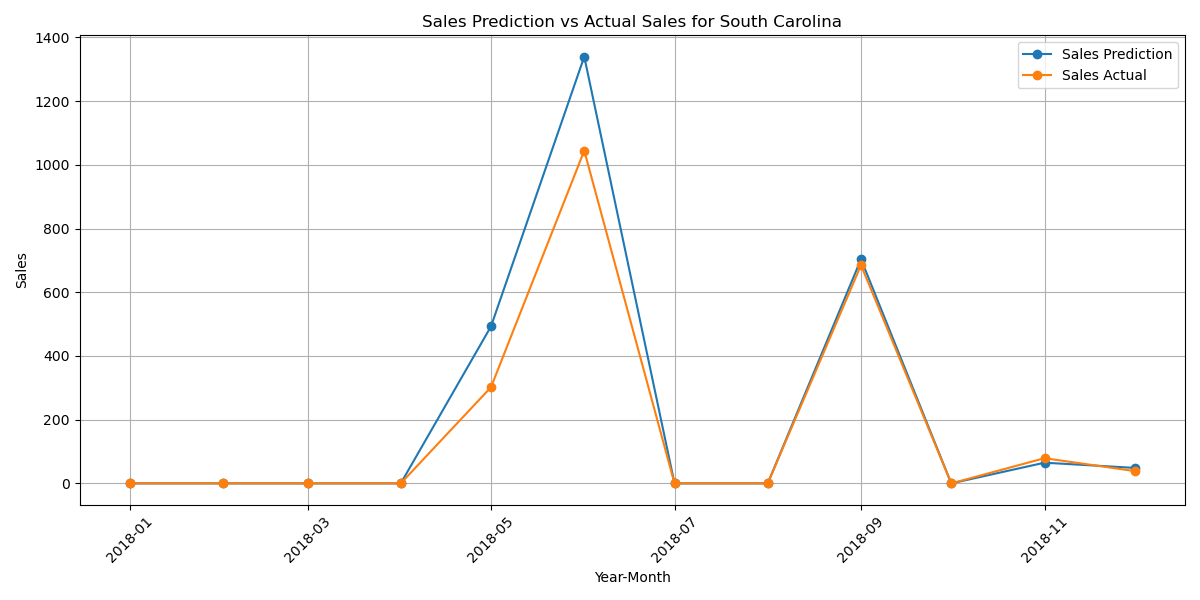 Sales Prediction vs Actual Sales for South Carolina
Sales Prediction
Sales Actual
1400
1200
1000
800
600
400
200
0
Sales
2018-01
2018-03
2018-05
2018-07
2018-09
2018-11
Year-Month